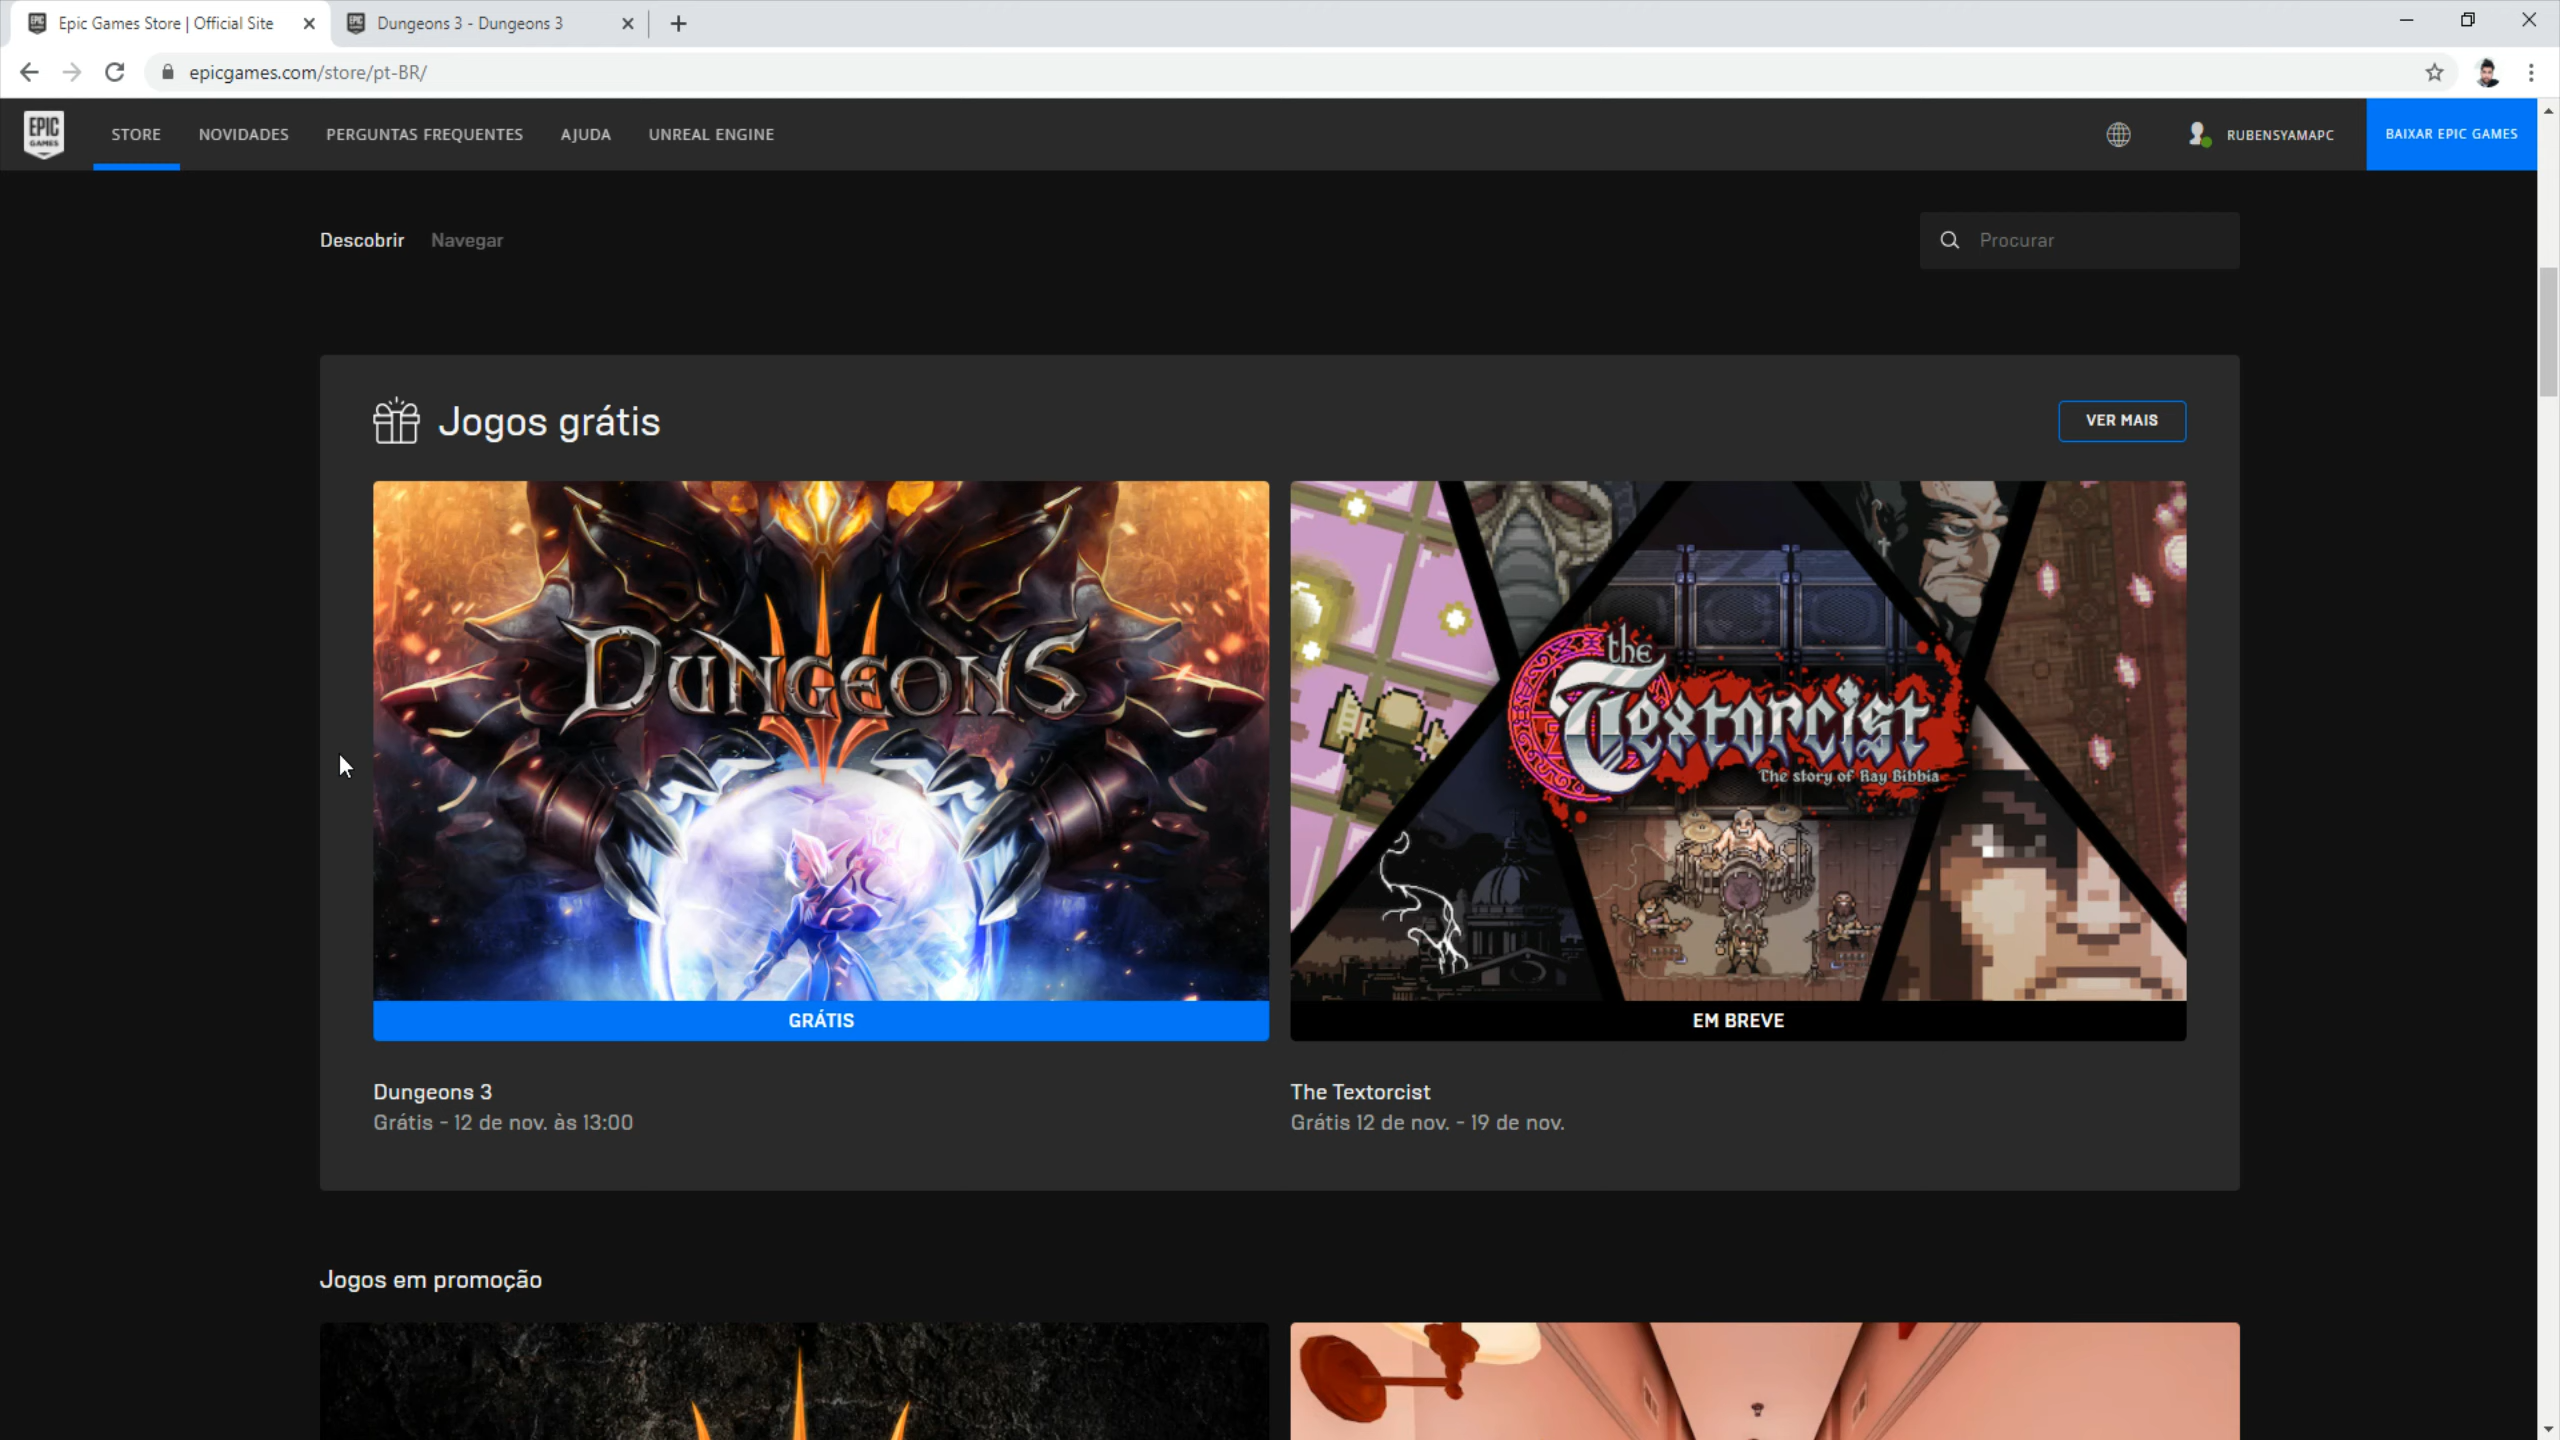 Epic Games Store | Official Site
Dungeons 3 - Dungeons 3
epicgames.com/store/pt-BR/
EPIC
GAMES
STORE
NOVIDADES
PERGUNTAS FREQUENTES
AJUDA
UNREAL ENGINE
RUBENSYAMAPC
BAIXAR EPIC GAMES
Descobrir
Navegar
Procurar
Jogos grátis
VER MAIS
DUNGEONS
the
Textorcist
The story of Ray Bibbia
GRÁTIS
EM BREVE
Dungeons 3
Grátis - 12 de nov. às 13:00
The Textorcist
Grátis 12 de nov. - 19 de nov.
Jogos em promoção